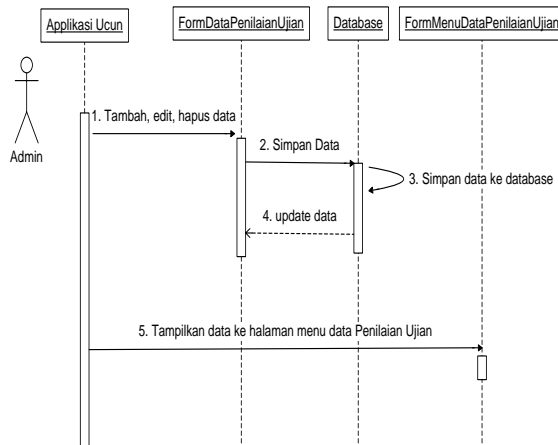 Applikasi Ucun
FormDataPenilaianUjian
Database
FormMenuDataPenilaianUjian
Admin
1. Tambah, edit, hapus data
2. Simpan Data
3. Simpan data ke database
4. update data
5. Tampilkan data ke halaman menu data Penilaian Ujian